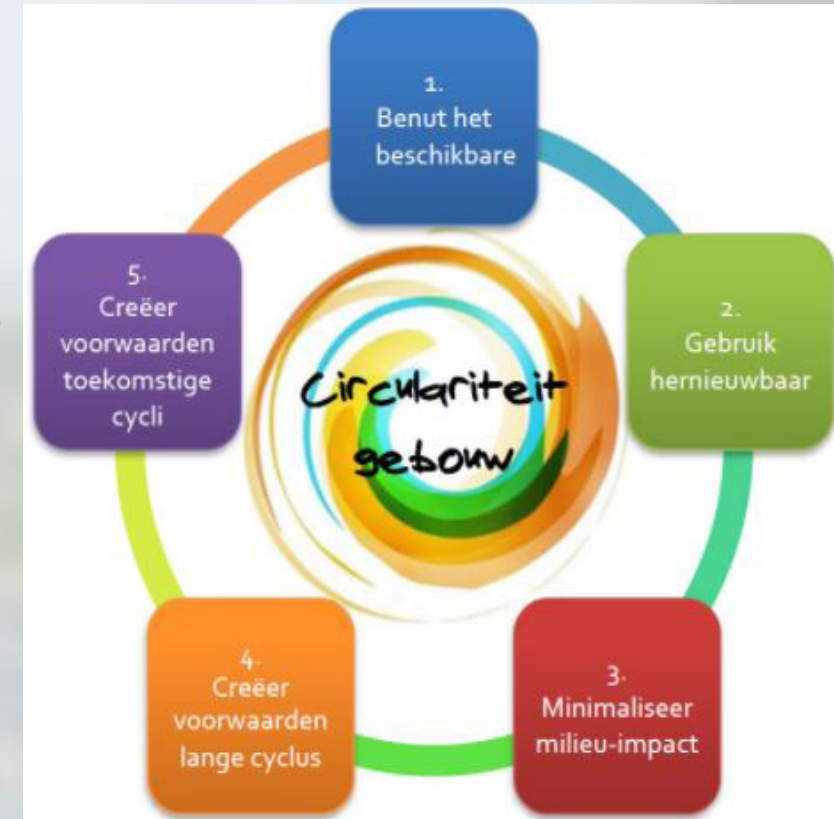 1.
Benut het
beschikbare
2.
Gebruik
hernieuwbaar
3.
Minimaliseer
milieu-impact
4.
Creëer
voorwaarden
lange cyclus
5.
Creëer
voorwaarden
toekomstige
cycli
Circulariteit
gebouw